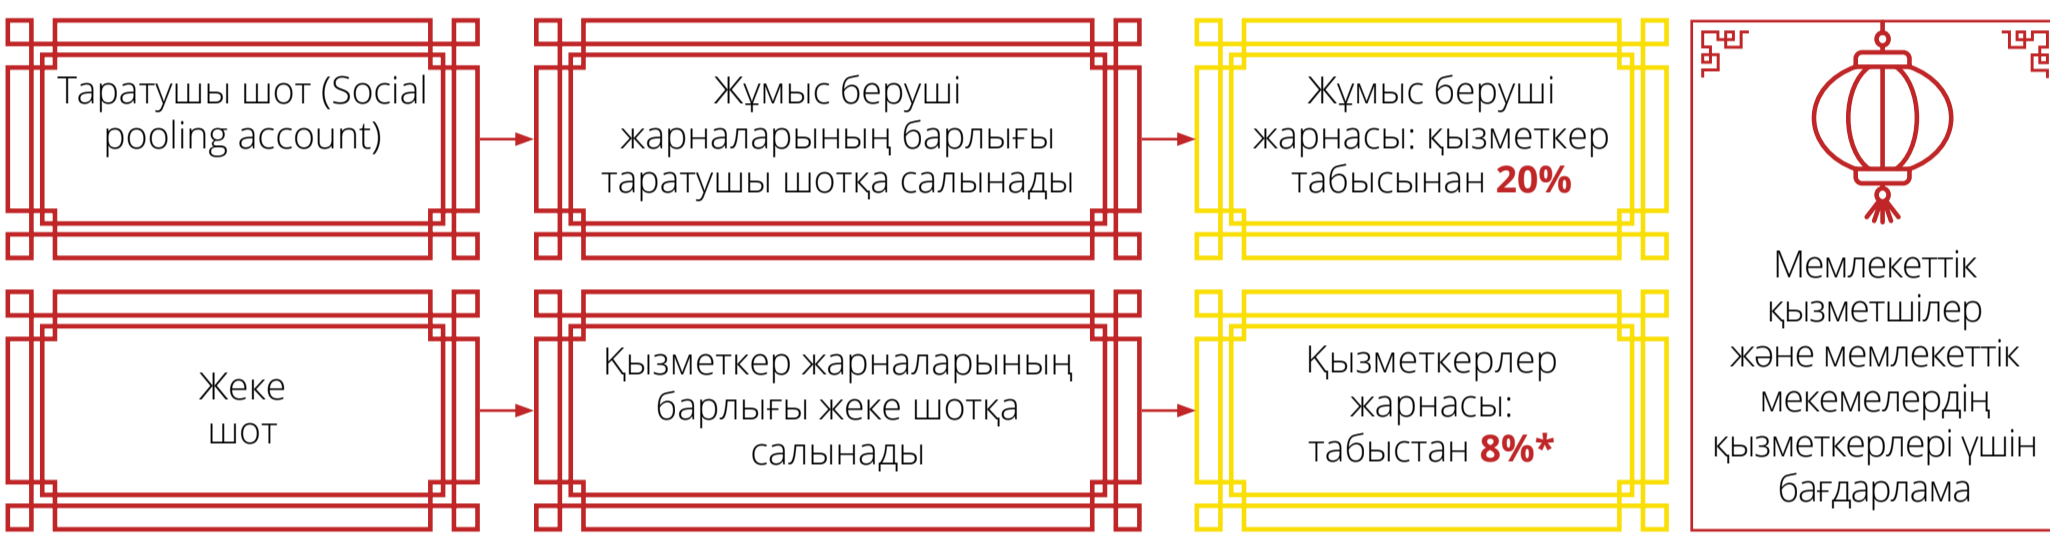 Таратушы шот (Social
pooling account)
Жұмыс беруші
жарналарының барлығы
таратушы шотқа салынады
Жұмыс беруші
жарнасы: қызметкер
табысынан 20%
Жеке
шот
Қызметкер жарналарының
барлығы жеке шотқа
салынады
Қызметкерлер
жарнасы:
табыстан 8%*
Мемлекеттік
қызметшілер
және мемлекеттік
мекемелердің
қызметкерлері үшін
бағдарлама